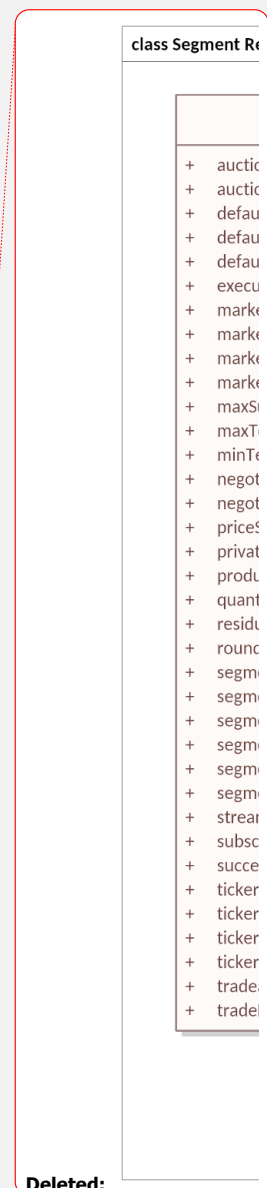 class Segment Re
+ auctio
+ auctio
+ defau
+ defau
+ defau
+ execu
+ marke
+ marke
+ marke
+ marke
+ maxSu
+ maxTe
+ minTe
+ negot
+ negot
+ priceS
+ privat
+ produ
+ quant
+ residu
+ round
+ segme
+ segme
+ segme
+ segme
+ segme
+ segme
+ strear
+ subsc
+ succe
+ ticker
+ ticker
+ ticker
+ ticker
+ tradea
+ tradeI
Deleted: